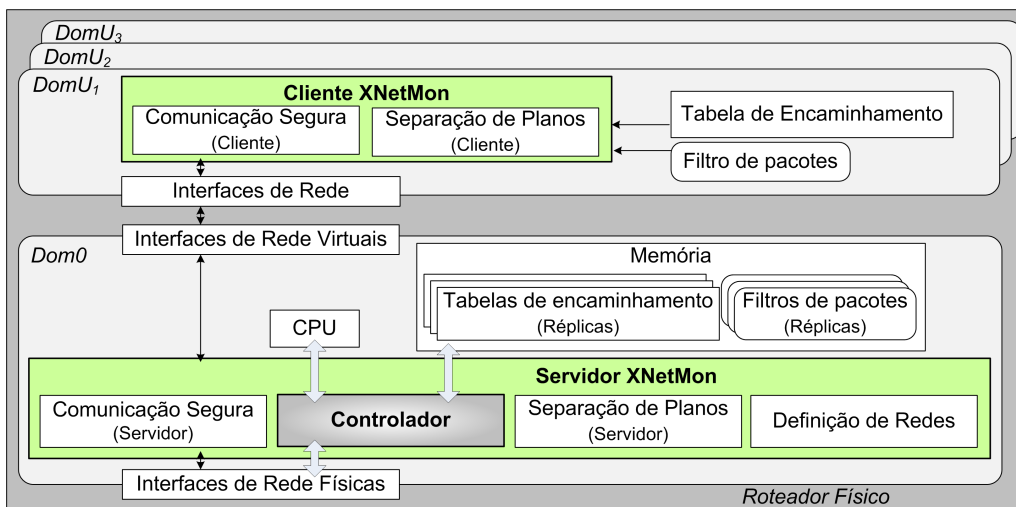 DomU3
DomU2
DomU1
Cliente XNetMon
Comunicação Segura
(Cliente)
Separação de Planos
(Cliente)
Tabela de Encaminhamento
Filtro de pacotes
Interfaces de Rede
Interfaces de Rede Virtuais
Dom0
Memória
Tabelas de encaminhamento
(Réplicas)
Filtros de pacotes
(Réplicas)
CPU
Servidor XNetMon
Comunicação Segura
(Servidor)
Controlador
Separação de Planos
(Servidor)
Definição de Redes
Interfaces de Rede Físicas
Roteador Físico